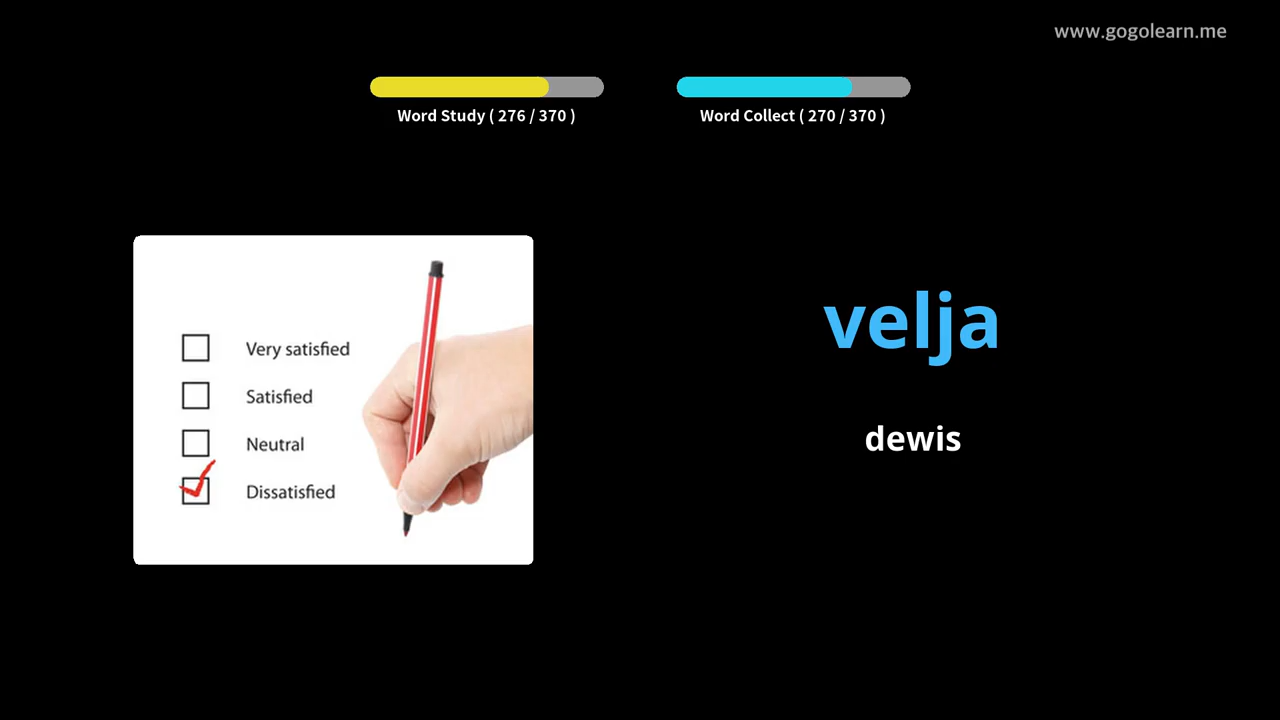 www.gogolearn.me
Word Study ( 276 / 370 )
Word Collect ( 270 / 370 )
Very satisfied
Satisfied
Neutral
Dissatisfied
velja
dewis